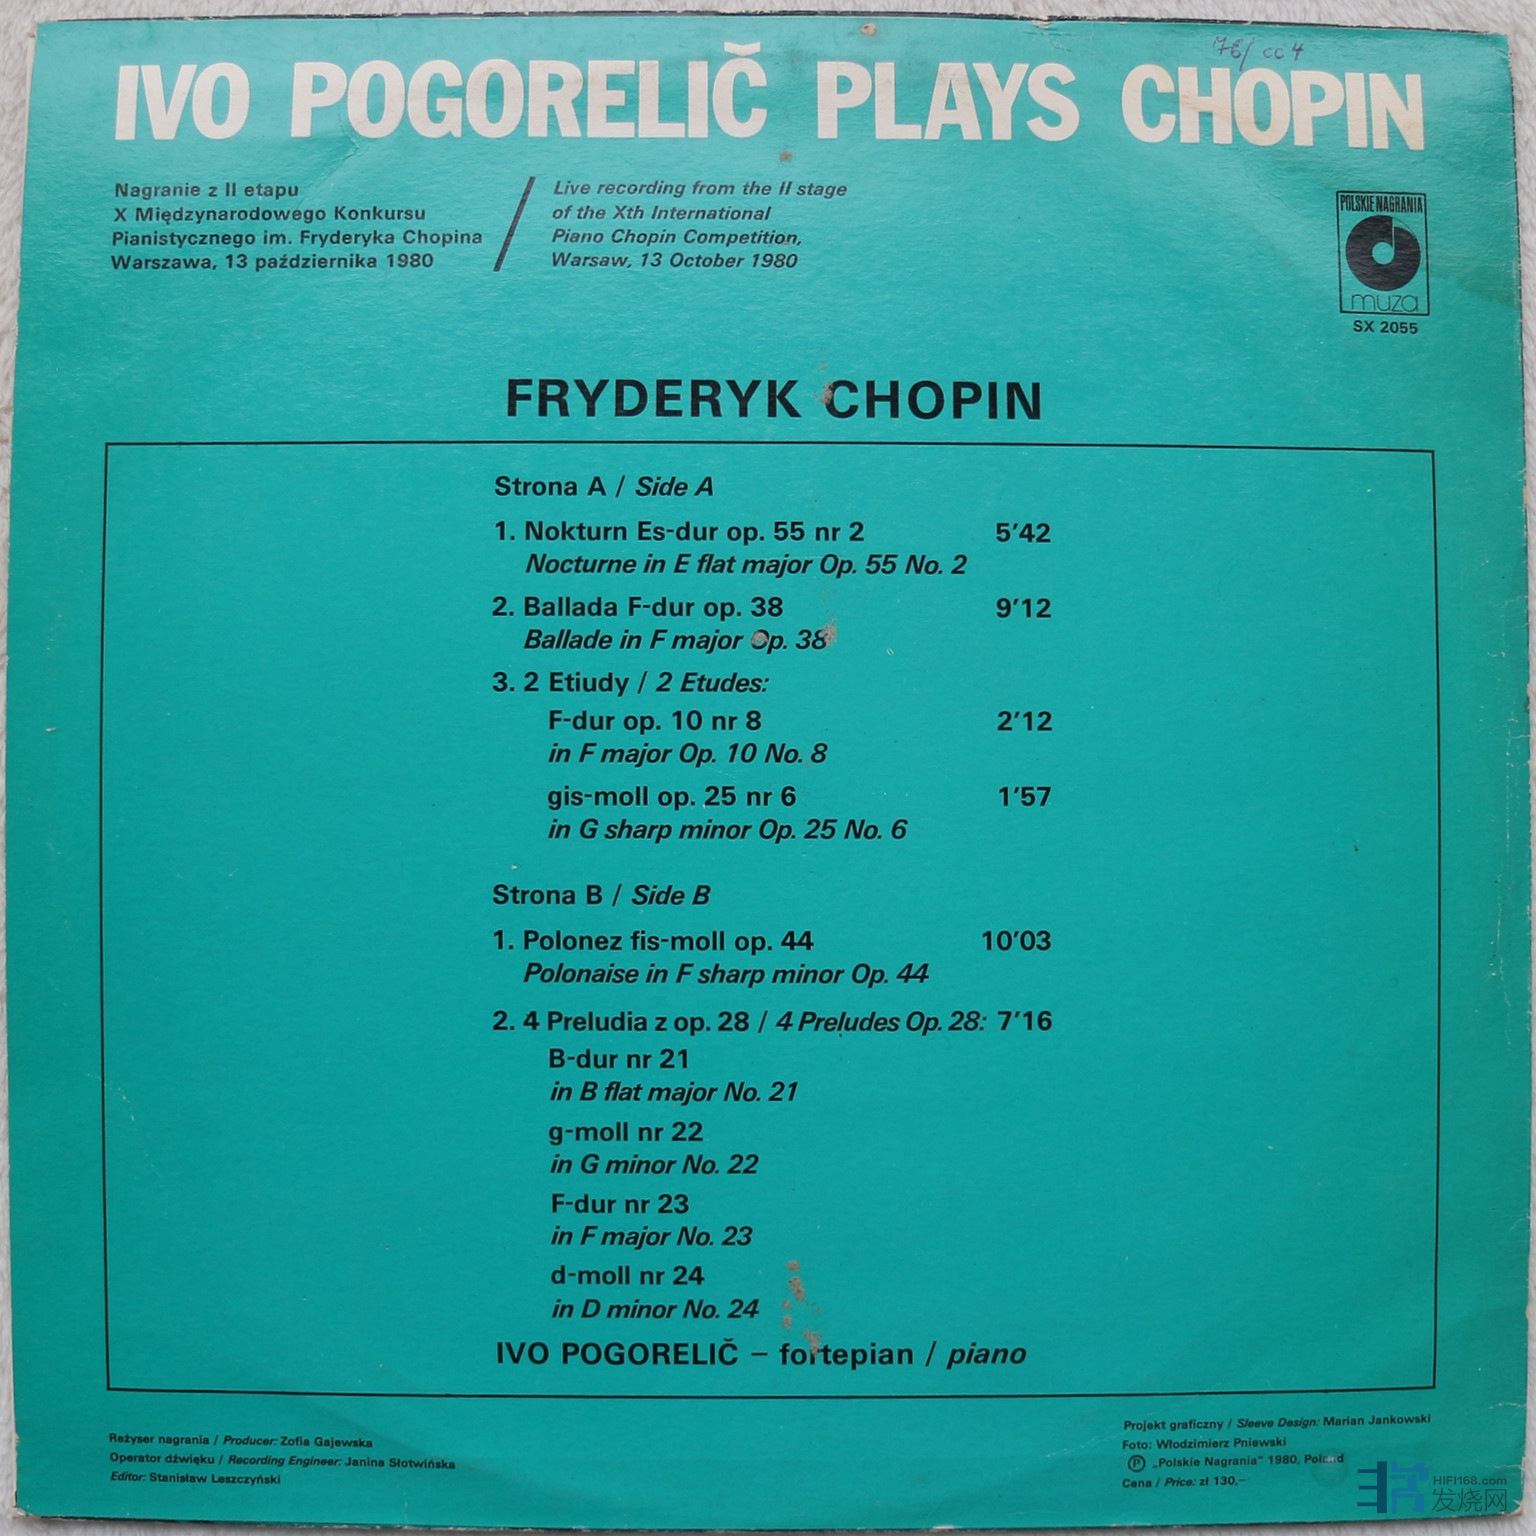 76/ cc4
IVO POGORELIČ PLAYS CHOPIN
Nagranie z II etapu
X Międzynarodowego Konkursu
Pianistycznego im. Fryderyka Chopina
Warszawa, 13 października 1980
Live recording from the II stage
of the Xth International
Piano Chopin Competition,
Warsaw, 13 October 1980
POLSKIE NAGRANIA
muza
SX 2055
FRYDERYK CHOPIN
Strona A / Side A
1. Nokturn Es-dur op. 55 nr 2 5'42
Nocturne in E flat major Op. 55 No. 2
2. Ballada F-dur op. 38 9'12
Ballade in F major Op. 38
3. 2 Etiudy / 2 Etudes:
F-dur op. 10 nr 8 2'12
in F major Op. 10 No. 8
gis-moll op. 25 nr 6 1'57
in G sharp minor Op. 25 No. 6
Strona B / Side B
1. Polonez fis-moll op. 44 10'03
Polonaise in F sharp minor Op. 44
2. 4 Preludia z op. 28 / 4 Preludes Op. 28: 7'16
B-dur nr 21
in B flat major No. 21
g-moll nr 22
in G minor No. 22
F-dur nr 23
in F major No. 23
d-moll nr 24
in D minor No. 24
IVO POGORELIČ – fortepian / piano
Reżyser nagrania / Producer: Zofia Gajewska
Operator dźwięku / Recording Engineer: Janina Słotwińska
Editor: Stanisław Leszczyński
Projekt graficzny / Sleeve Design: Marian Jankowski
Foto: Włodzimierz Pniewski
Ⓟ „Polskie Nagrania" 1980, Poland
Cena / Price: zł 130,–
HIFI168.com
发烧网